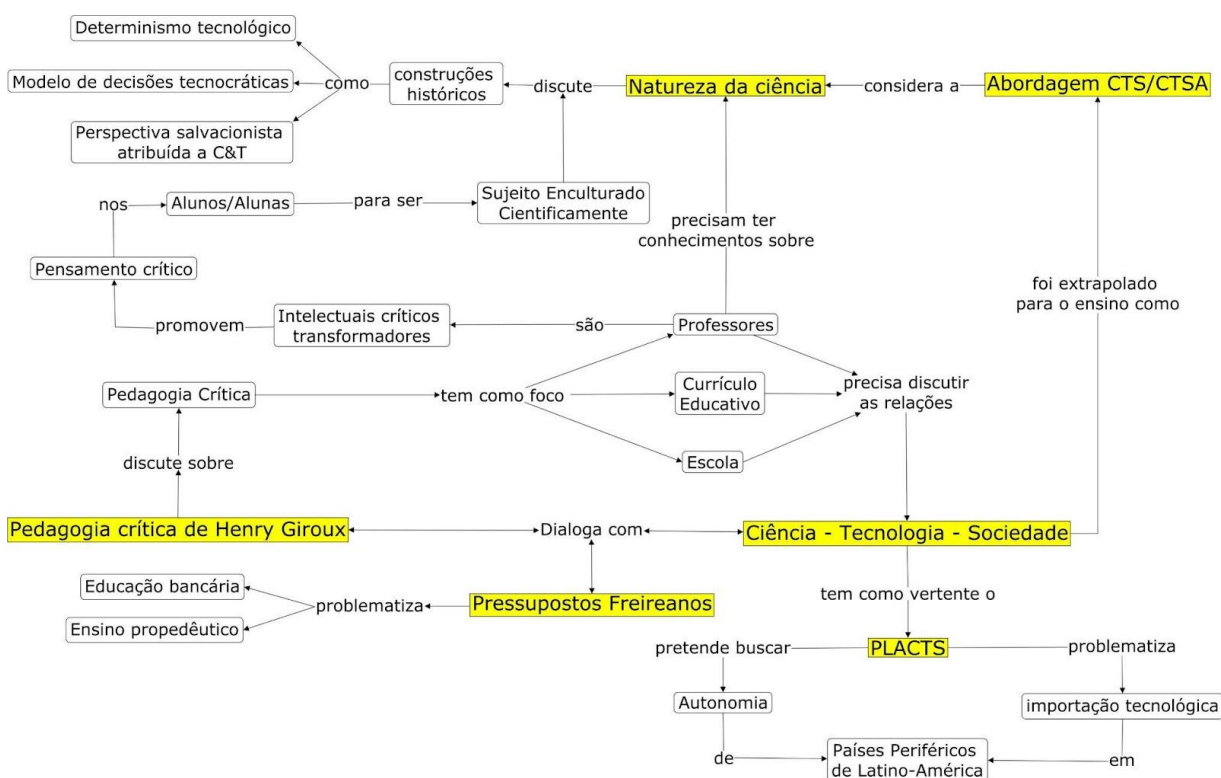 Determinismo tecnológico
Modelo de decisões tecnocráticas
como
construções
históricos
discute
Natureza da ciência
considera a
Abordagem CTS/CTSA
Perspectiva salvacionista
atribuída a C&T
nos
Alunos/Alunas
para ser
Sujeito Enculturado
Cientificamente
precisam ter
conhecimentos sobre
Pensamento crítico
foi extrapolado
para o ensino como
promovem
Intelectuais críticos
transformadores
são
Professores
Pedagogia Crítica
tem como foco
Currículo
Educativo
precisa discutir
as relações
Escola
discute sobre
Pedagogia crítica de Henry Giroux
Dialoga com
Ciência - Tecnologia - Sociedade
Educação bancária
problematiza
Pressupostos Freireanos
Ensino propedêutico
tem como vertente o
pretende buscar
PLACTS
problematiza
Autonomia
importação tecnológica
de
Países Periféricos
de Latino-América
em